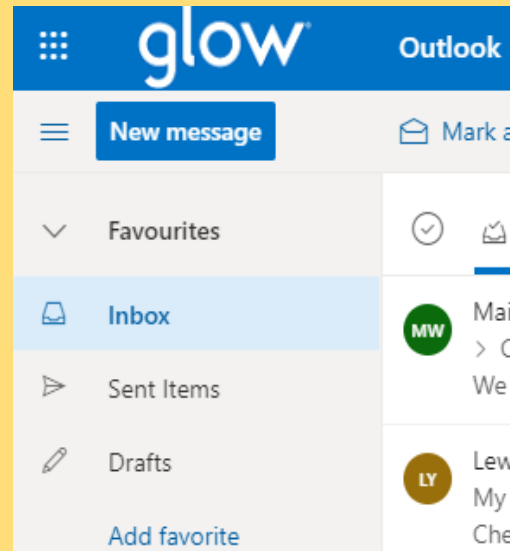 glow Outlook
New message Mark a
Favourites
Inbox
Sent Items
Drafts
Add favorite
MW Mai
> C
We
LY Lew
My
Che